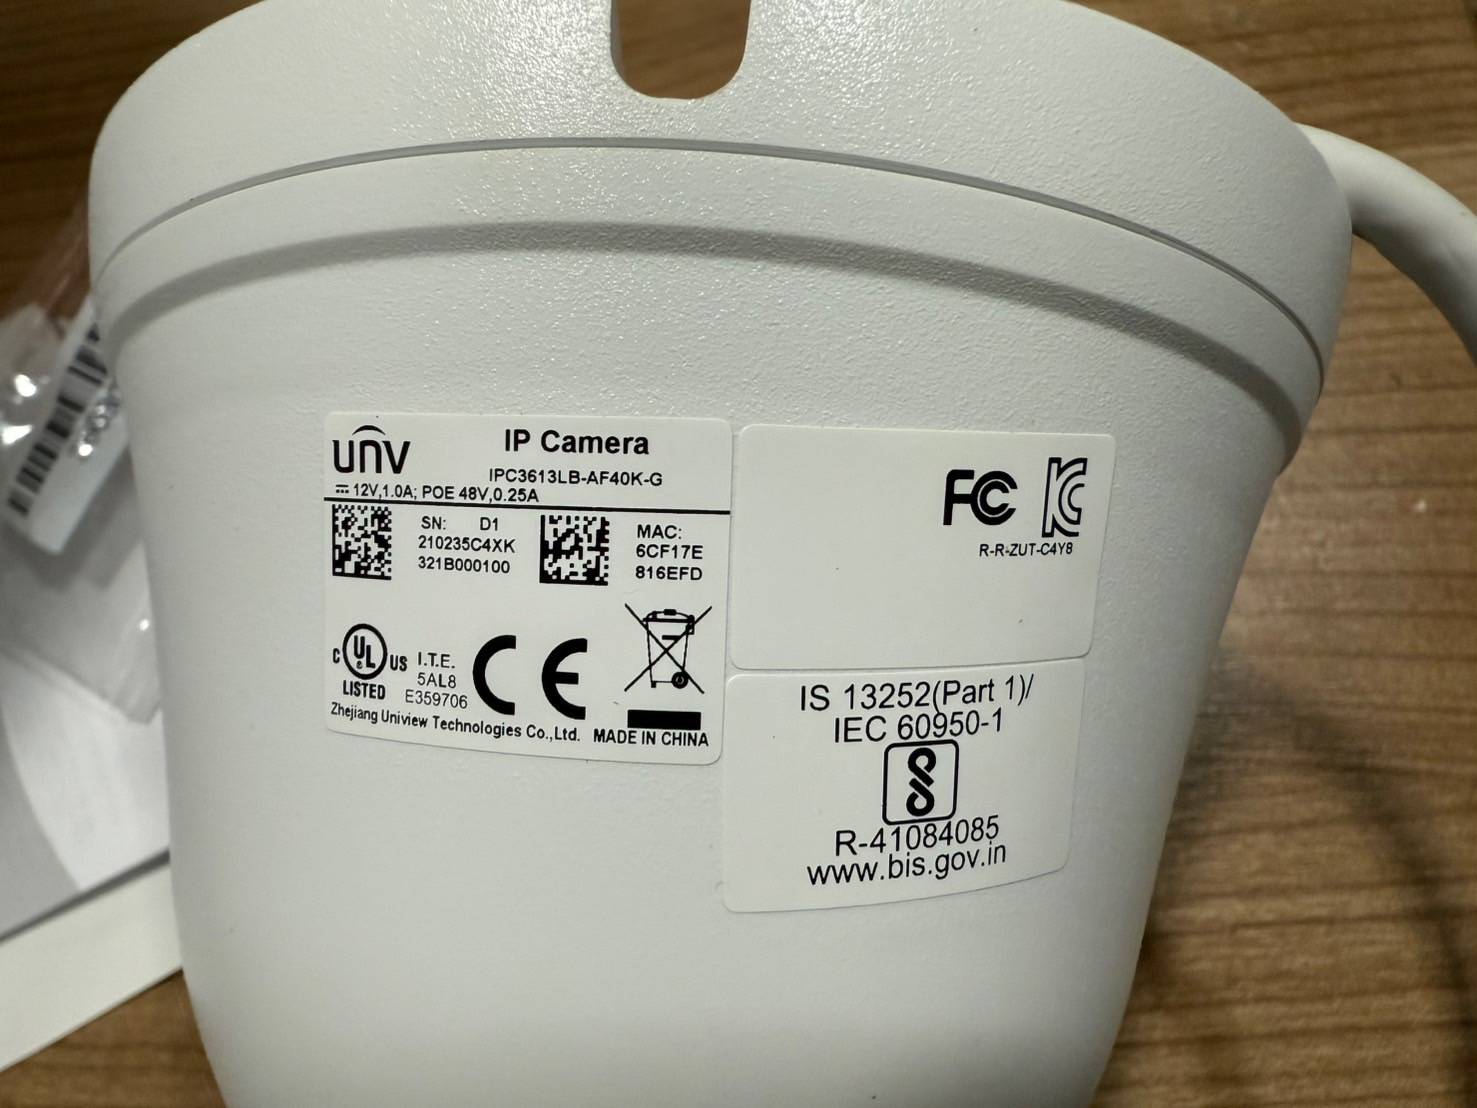 unv
IP Camera
IPC3613LB-AF40K-G
12V,1.0A; POE 48V,0.25A
SN: D1
210235C4XK
321B000100
MAC:
6CF17E
816EFD
C UL US
LISTED
I.T.E.
5AL8
E359706
CE
Zhejiang Uniview Technologies Co.,Ltd. MADE IN CHINA
FC KC
R-R-ZUT-C4Y8
IS 13252(Part 1)/
IEC 60950-1
R-41084085
www.bis.gov.in